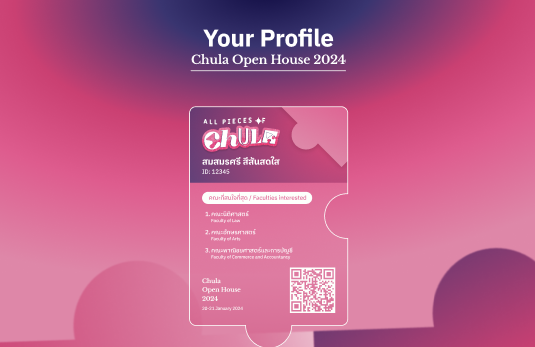 Your Profile
Chula Open House 2024
ALL PIECES OF
CHULA
สมสมรศรี สีสันสดใส
ID: 12345
คณะที่สนใจที่สุด / Faculties interested
1. คณะนิติศาสตร์
Faculty of Law
2. คณะอักษรศาสตร์
Faculty of Arts
3. คณะพาณิชยศาสตร์และการบัญชี
Faculty of Commerce and Accountancy
Chula
Open House
2024
20-21 January 2024